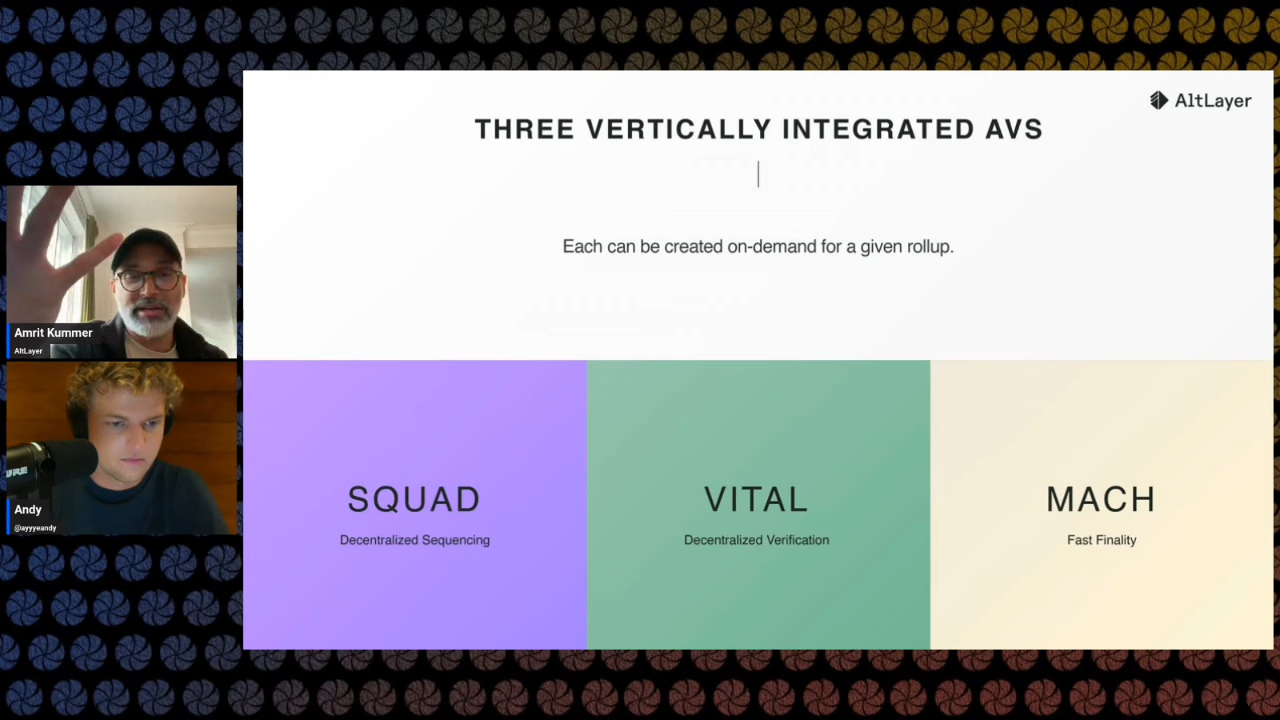 AltLayer
THREE VERTICALLY INTEGRATED AVS
Each can be created on-demand for a given rollup.
Amrit Kummer
AltLayer
URE
Andy
@ayyyeandy
SQUAD
Decentralized Sequencing
VITAL
Decentralized Verification
MACH
Fast Finality